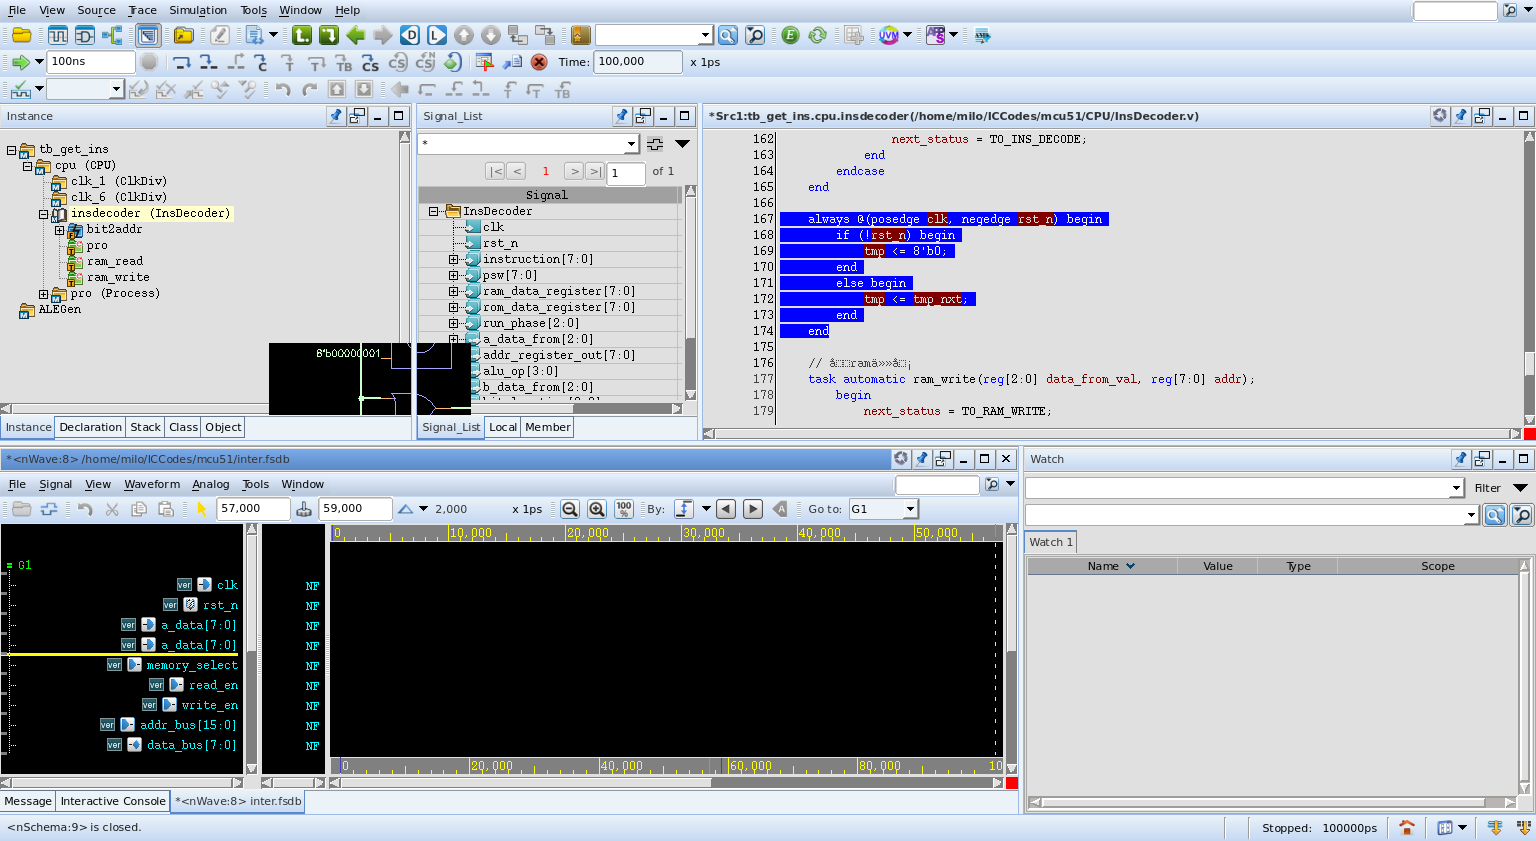 File View Source Trace Simulation Tools Window Help
100ns Time: 100,000 x 1ps
Instance
tb_get_ins
cpu (CPU)
clk_1 (ClkDiv)
clk_6 (ClkDiv)
insdecoder (InsDecoder)
bit2addr
pro
ram_read
ram_write
pro (Process)
ALEGen
8'b00000001
Instance Declaration Stack Class Object
Signal_List
*
1 1 of 1
Signal
InsDecoder
clk
rst_n
instruction[7:0]
psw[7:0]
ram_data_register[7:0]
rom_data_register[7:0]
run_phase[2:0]
a_data_from[2:0]
addr_register_out[7:0]
alu_op[3:0]
b_data_from[2:0]
Signal_List Local Member
*Src1:tb_get_ins.cpu.insdecoder(/home/milo/ICCodes/mcu51/CPU/InsDecoder.v)
162 next_status = TO_INS_DECODE;
163 end
164 endcase
165 end
166
167 always @(posedge clk, negedge rst_n) begin
168 if (!rst_n) begin
169 tmp <= 8'b0;
170 end
171 else begin
172 tmp <= tmp_nxt;
173 end
174 end
175
176 //
177 task automatic ram_write(reg[2:0] data_from_val, reg[7:0] addr);
178 begin
179 next_status = TO_RAM_WRITE;
*<nWave:8> /home/milo/ICCodes/mcu51/inter.fsdb
File Signal View Waveform Analog Tools Window
57,000 59,000 2,000 x 1ps 100% By: Go to: G1
0 10,000 20,000 30,000 40,000 50,000
G1
ver clk NF
ver rst_n NF
ver a_data[7:0] NF
ver a_data[7:0] NF
ver memory_select NF
ver read_en NF
ver write_en NF
ver addr_bus[15:0] NF
ver data_bus[7:0] NF
0 20,000 40,000 60,000 80,000 10
Message Interactive Console *<nWave:8> inter.fsdb
Watch
Filter
Watch 1
Name Value Type Scope
<nSchema:9> is closed.
Stopped: 100000ps